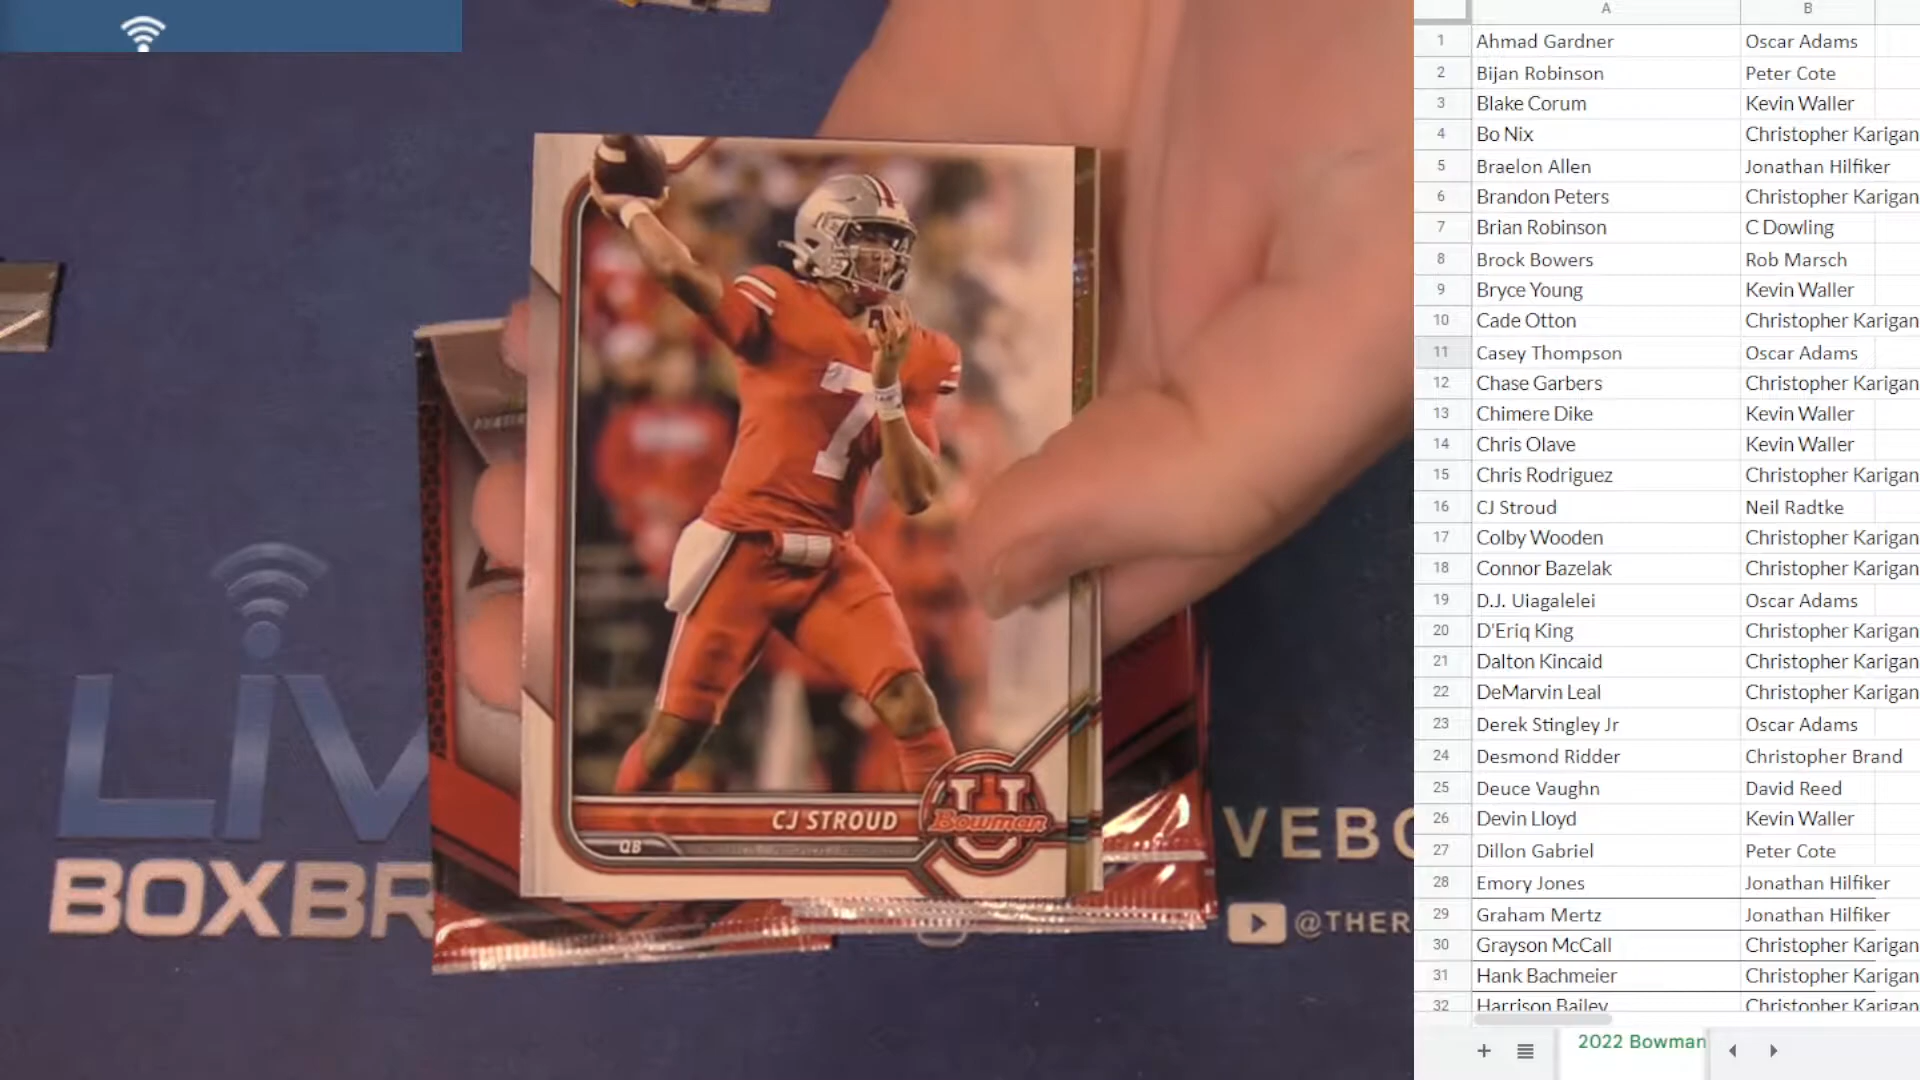 7
CJ STROUD
QB
U
Bowman
LIV
BOXBR
VEBO
@THER
A B
1 Ahmad Gardner Oscar Adams
2 Bijan Robinson Peter Cote
3 Blake Corum Kevin Waller
4 Bo Nix Christopher Karigan
5 Braelon Allen Jonathan Hilfiker
6 Brandon Peters Christopher Karigan
7 Brian Robinson C Dowling
8 Brock Bowers Rob Marsch
9 Bryce Young Kevin Waller
10 Cade Otton Christopher Karigan
11 Casey Thompson Oscar Adams
12 Chase Garbers Christopher Karigan
13 Chimere Dike Kevin Waller
14 Chris Olave Kevin Waller
15 Chris Rodriguez Christopher Karigan
16 CJ Stroud Neil Radtke
17 Colby Wooden Christopher Karigan
18 Connor Bazelak Christopher Karigan
19 D.J. Uiagalelei Oscar Adams
20 D'Eriq King Christopher Karigan
21 Dalton Kincaid Christopher Karigan
22 DeMarvin Leal Christopher Karigan
23 Derek Stingley Jr Oscar Adams
24 Desmond Ridder Christopher Brand
25 Deuce Vaughn David Reed
26 Devin Lloyd Kevin Waller
27 Dillon Gabriel Peter Cote
28 Emory Jones Jonathan Hilfiker
29 Graham Mertz Jonathan Hilfiker
30 Grayson McCall Christopher Karigan
31 Hank Bachmeier Christopher Karigan
32 Harrison Bailey Christopher Karigan
2022 Bowman